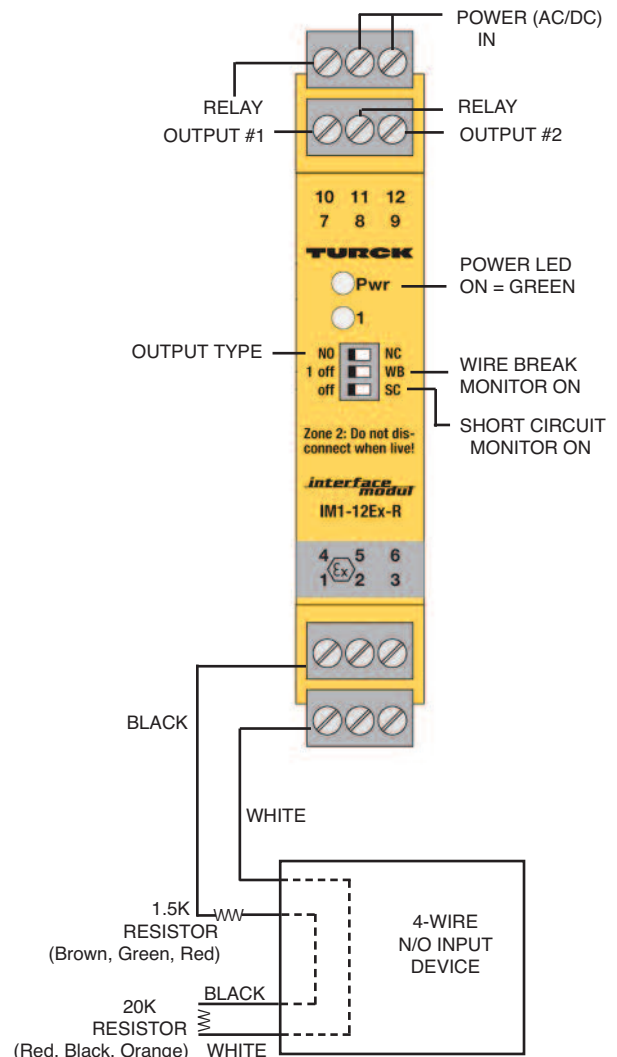 POWER (AC/DC)
IN
RELAY
RELAY
OUTPUT #1
OUTPUT #2
10 11 12
7 8 9
TURCK
Pwr
POWER LED
ON = GREEN
1
OUTPUT TYPE
NO NC
1 off WB
off SC
WIRE BREAK
MONITOR ON
SHORT CIRCUIT
MONITOR ON
Zone 2: Do not dis-
connect when live!
interface
modul
IM1-12Ex-R
4 5 6
Ex
1 2 3
BLACK
WHITE
1.5K
RESISTOR
(Brown, Green, Red)
4-WIRE
N/O INPUT
DEVICE
BLACK
20K
RESISTOR
(Red, Black, Orange)
WHITE